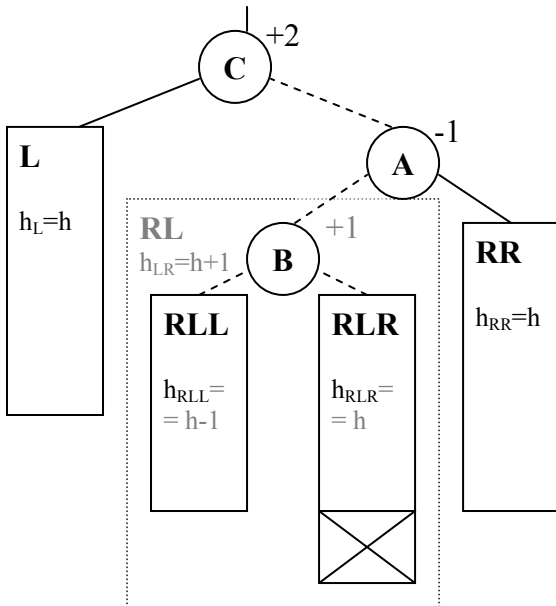 +2
C
-1
L
A
h_L=h
RL
+1
h_LR=h+1
B
RR
RLL
RLR
h_RR=h
h_RLL=
= h-1
h_RLR=
= h